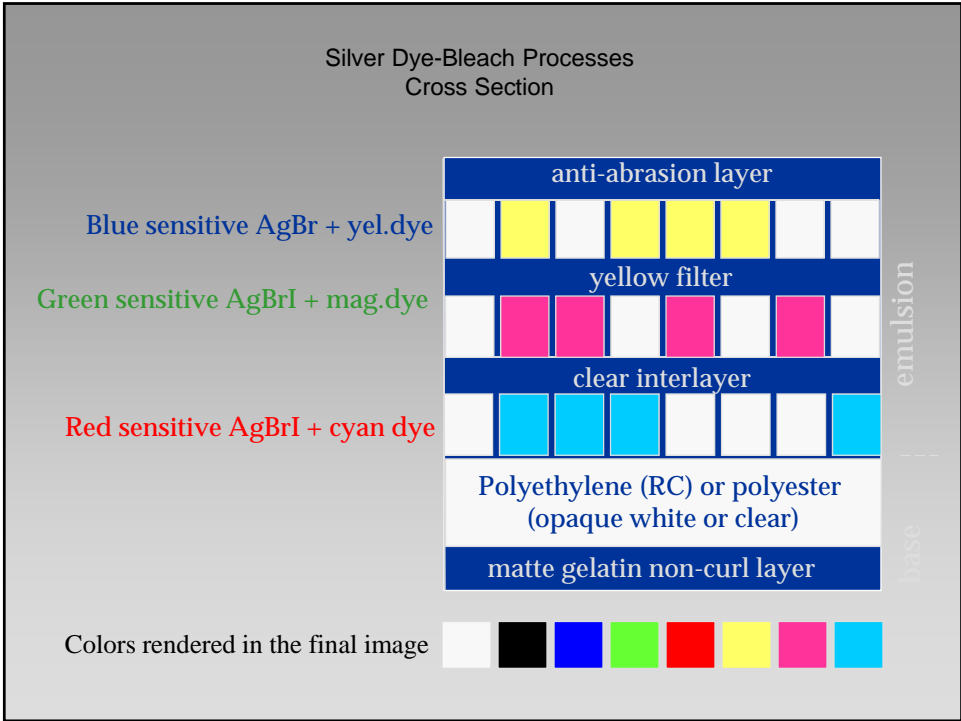 Silver Dye-Bleach Processes
Cross Section
anti-abrasion layer
Blue sensitive AgBr + yel.dye
yellow filter
Green sensitive AgBrI + mag.dye
emulsion
clear interlayer
Red sensitive AgBrI + cyan dye
Polyethylene (RC) or polyester
(opaque white or clear)
base
matte gelatin non-curl layer
Colors rendered in the final image